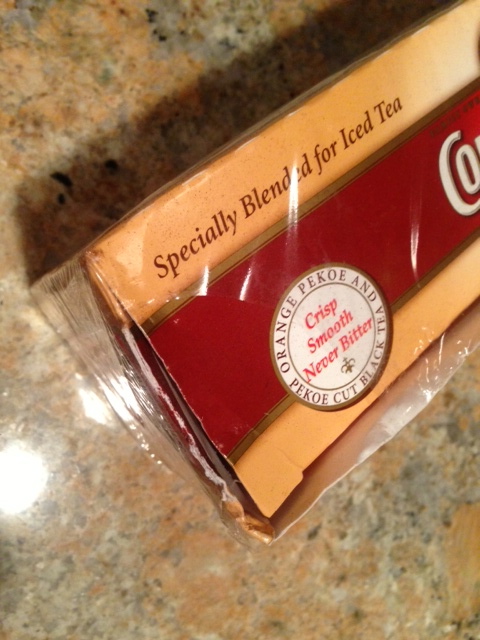 Specially Blended for Iced Tea
ORANGE PEKOE AND
PEKOE CUT BLACK TEA
Crisp
Smooth
Never Bitter